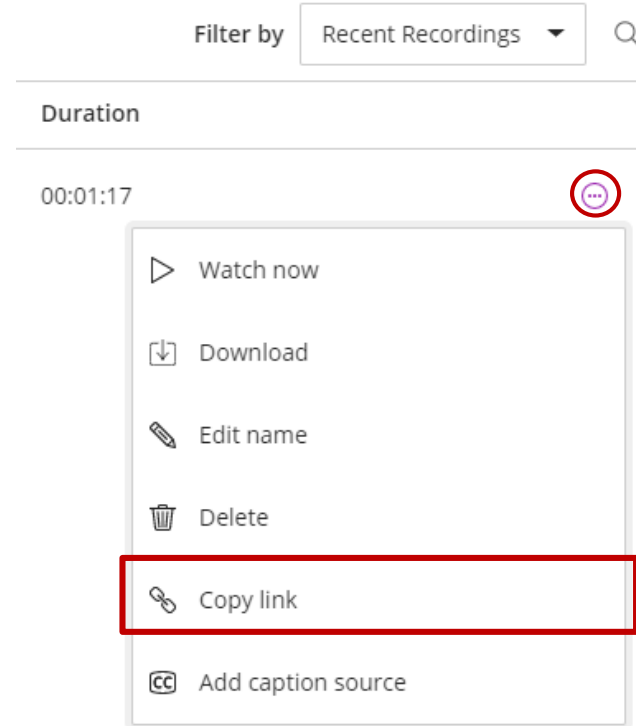 Filter by Recent Recordings
Duration
00:01:17
Watch now
Download
Edit name
Delete
Copy link
CC Add caption source